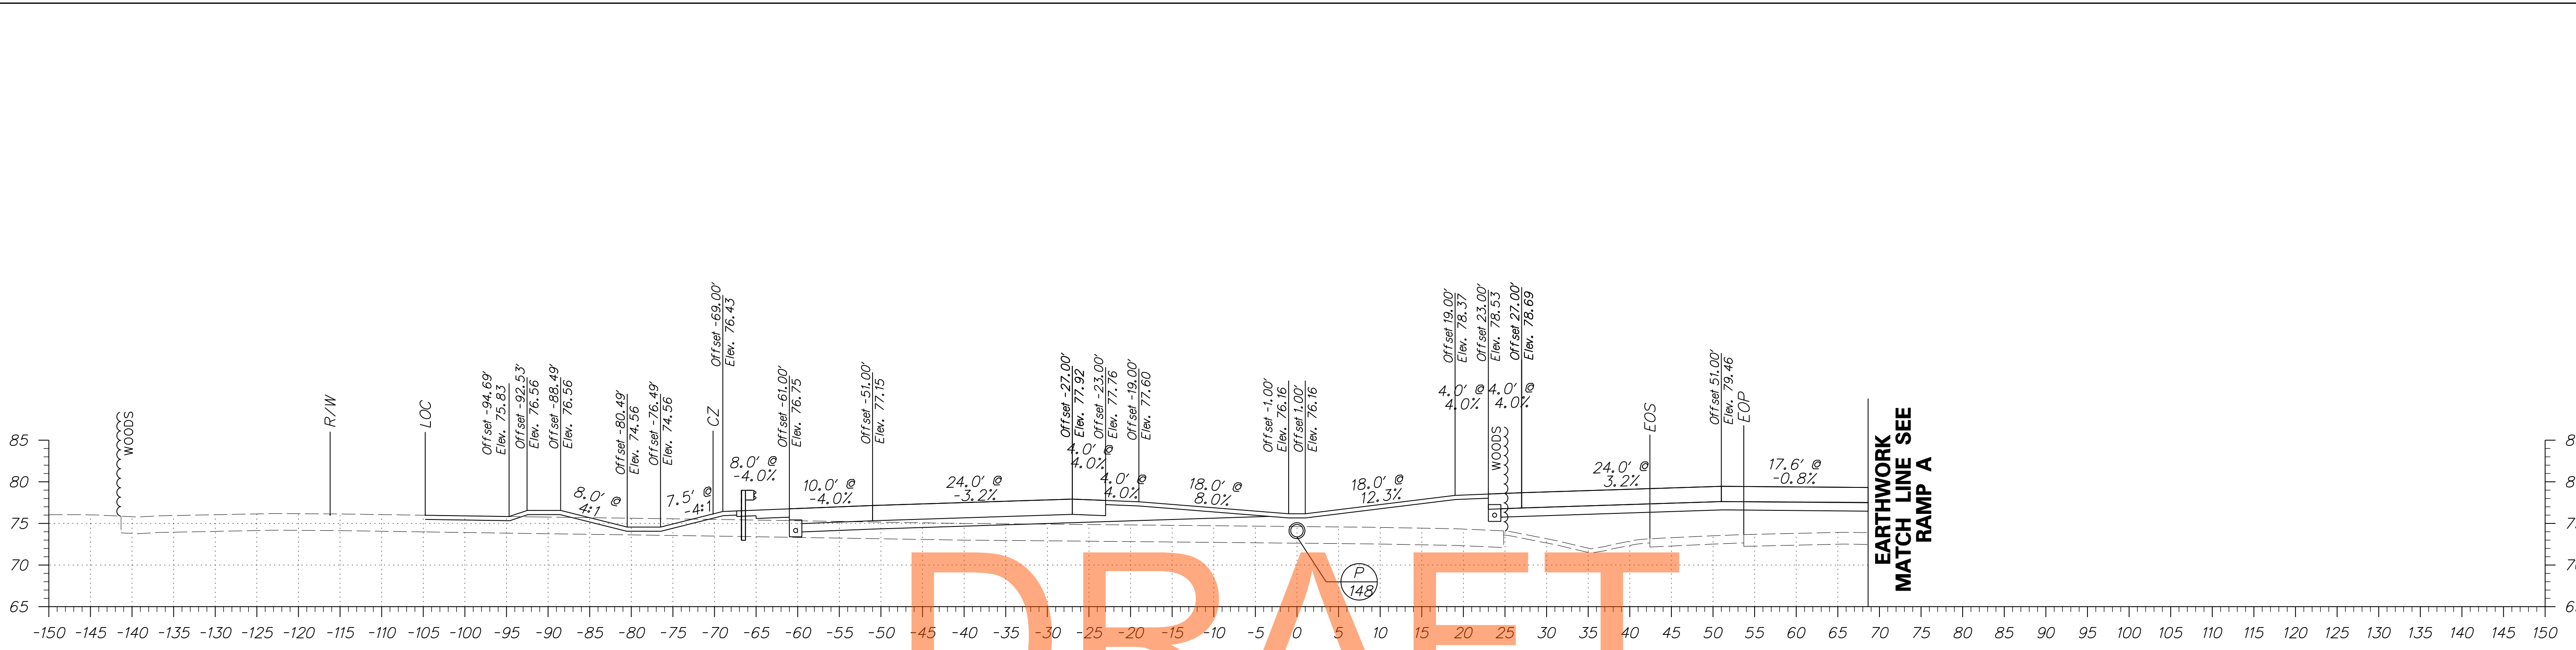 WOODS
R/W
LOC
Offset -94.69'
Elev. 75.83
Offset -92.53'
Elev. 76.56
Offset -88.49'
Elev. 76.56
8.0' @
4:1
Offset -80.49'
Elev. 74.56
Offset -76.49'
Elev. 74.56
7.5' @
-4:1
CZ
Offset -69.00'
Elev. 76.43
8.0' @
-4.0%
Offset -61.00'
Elev. 76.75
10.0' @
-4.0%
Offset -51.00'
Elev. 77.15
24.0' @
-3.2%
Offset -27.00'
Elev. 77.92
4.0' @
4.0%
Offset -23.00'
Elev. 77.76
4.0' @
4.0%
Offset -19.00'
Elev. 77.60
18.0' @
8.0%
Offset -1.00'
Elev. 76.16
Offset 1.00'
Elev. 76.16
18.0' @
12.3%
Offset 19.00'
Elev. 78.37
4.0' @
4.0%
Offset 23.00'
Elev. 78.53
4.0' @
4.0%
Offset 27.00'
Elev. 78.69
WOODS
24.0' @
3.2%
EOS
Offset 51.00'
Elev. 79.46
EOP
17.6' @
-0.8%
EARTHWORK
MATCH LINE SEE
RAMP A
P
148
85
80
75
70
65
DRAFT
-150 -145 -140 -135 -130 -125 -120 -115 -110 -105 -100 -95 -90 -85 -80 -75 -70 -65 -60 -55 -50 -45 -40 -35 -30 -25 -20 -15 -10 -5 0 5 10 15 20 25 30 35 40 45 50 55 60 65 70 75 80 85 90 95 100 105 110 115 120 125 130 135 140 145 150